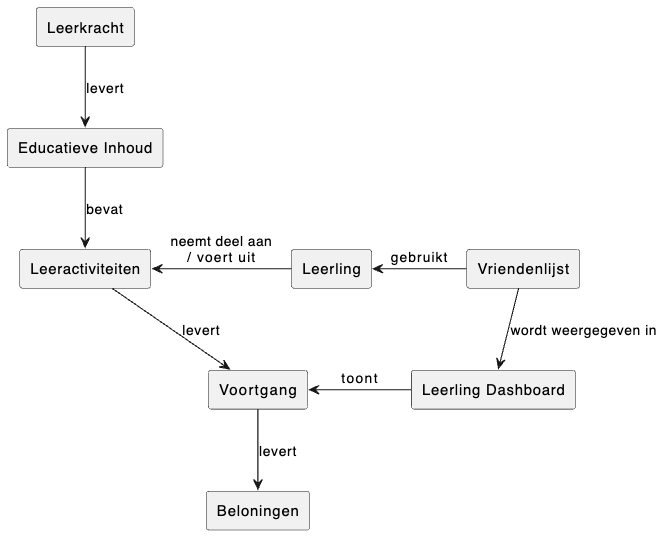 Leerkracht
levert
Educatieve Inhoud
bevat
neemt deel aan
/ voert uit
gebruikt
Leeractiviteiten
Leerling
Vriendenlijst
levert
wordt weergegeven in
toont
Voortgang
Leerling Dashboard
levert
Beloningen